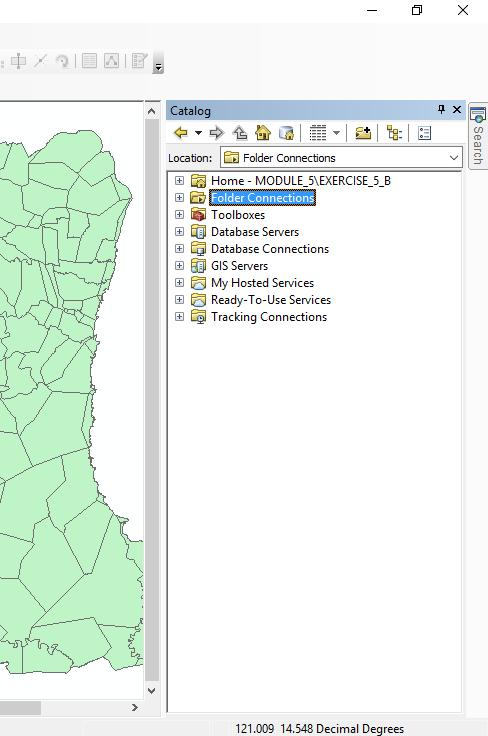 Catalog
Location: Folder Connections
Home - MODULE_5\EXERCISE_5_B
Folder Connections
Toolboxes
Database Servers
Database Connections
GIS Servers
My Hosted Services
Ready-To-Use Services
Tracking Connections
Search
121.009 14.548 Decimal Degrees